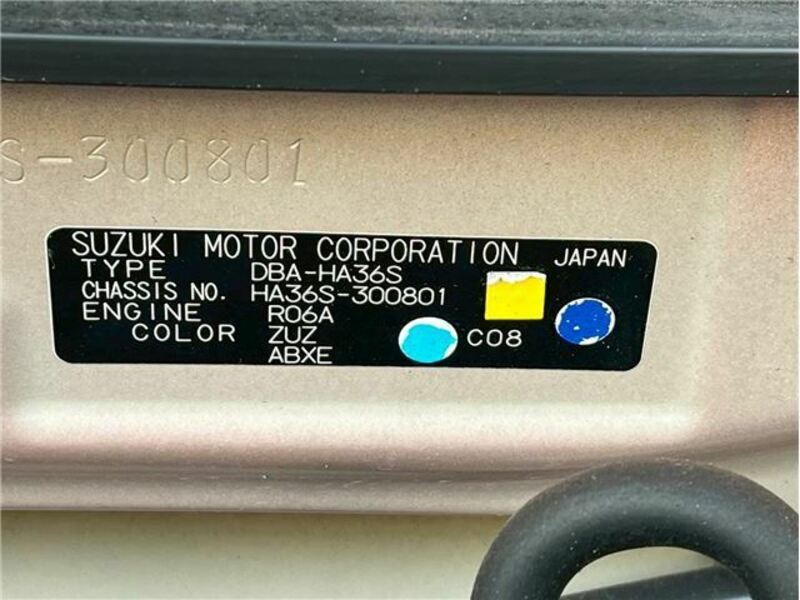 S-300801
SUZUKI MOTOR CORPORATION JAPAN
TYPE DBA-HA36S
CHASSIS NO. HA36S-300801
ENGINE R06A
COLOR ZUZ C08
ABXE